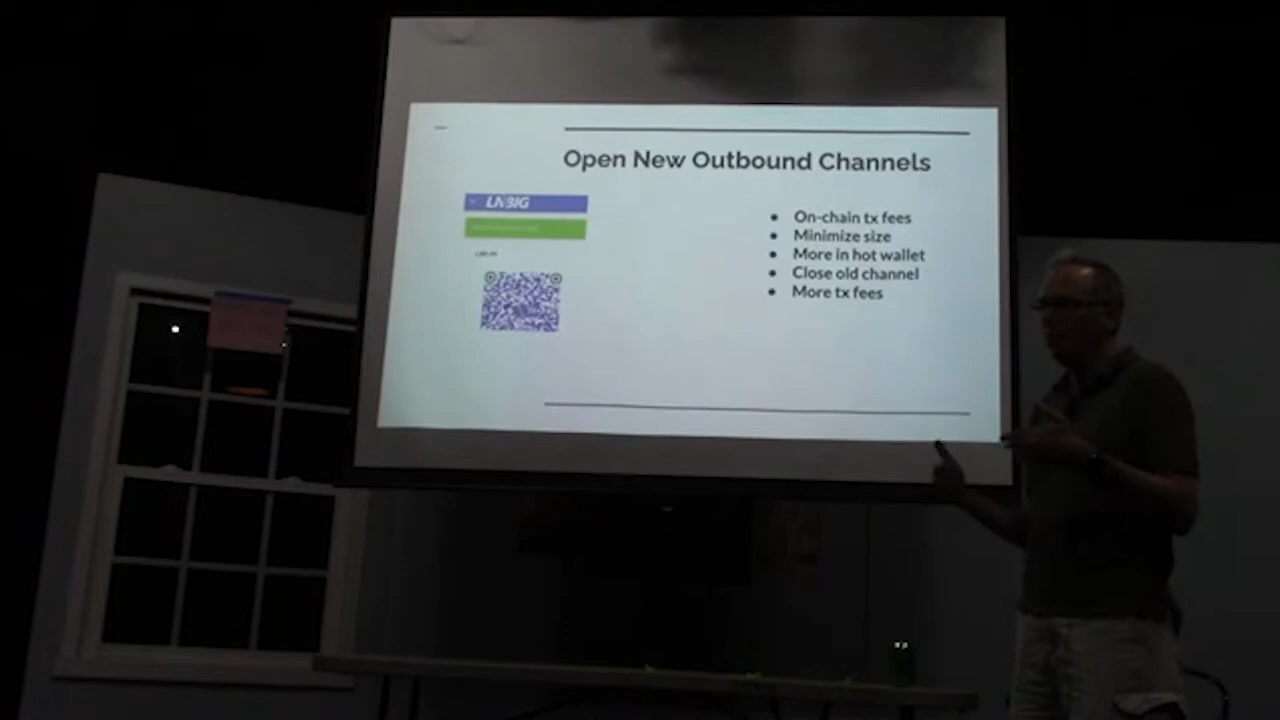 Open New Outbound Channels
LNBIG
● On-chain tx fees
● Minimize size
● More in hot wallet
● Close old channel
● More tx fees